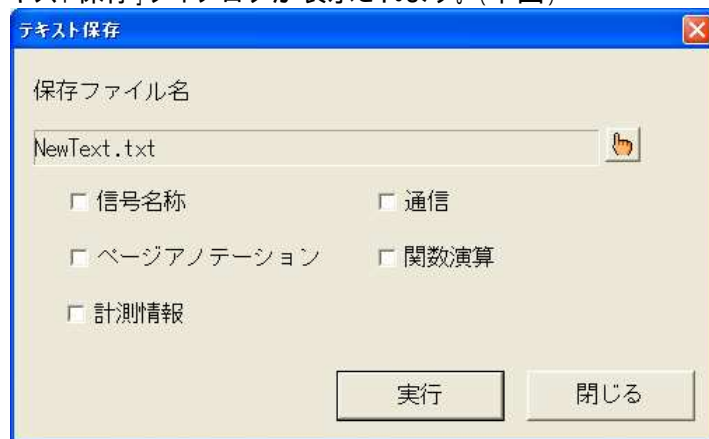 テキスト保存
保存ファイル名
NewText.txt
信号名称 通信
ページアノテーション 関数演算
計測情報
実行 閉じる